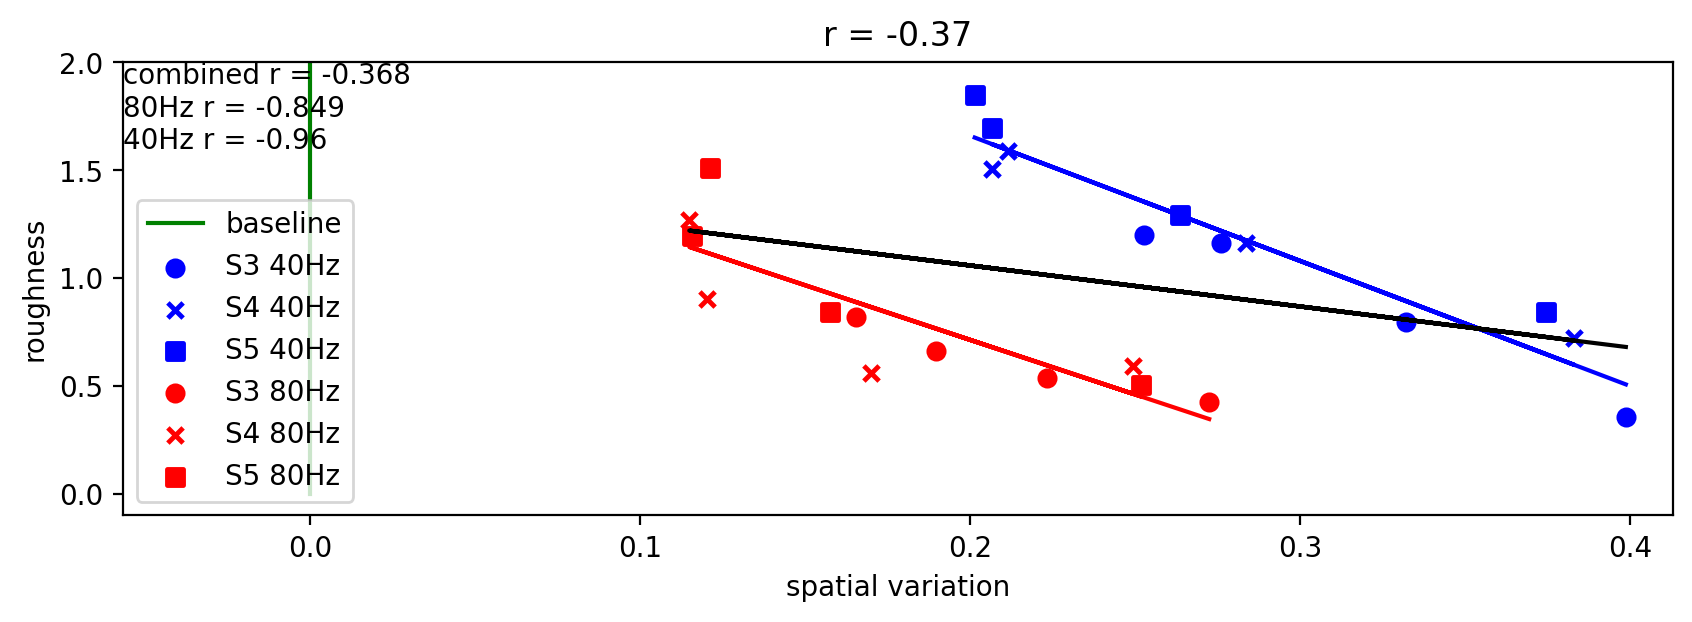 r = -0.37
combined r = -0.368
80Hz r = -0.849
40Hz r = -0.96
2.0
1.5
1.0
0.5
0.0
roughness
baseline
S3 40Hz
S4 40Hz
S5 40Hz
S3 80Hz
S4 80Hz
S5 80Hz
0.0 0.1 0.2 0.3 0.4
spatial variation